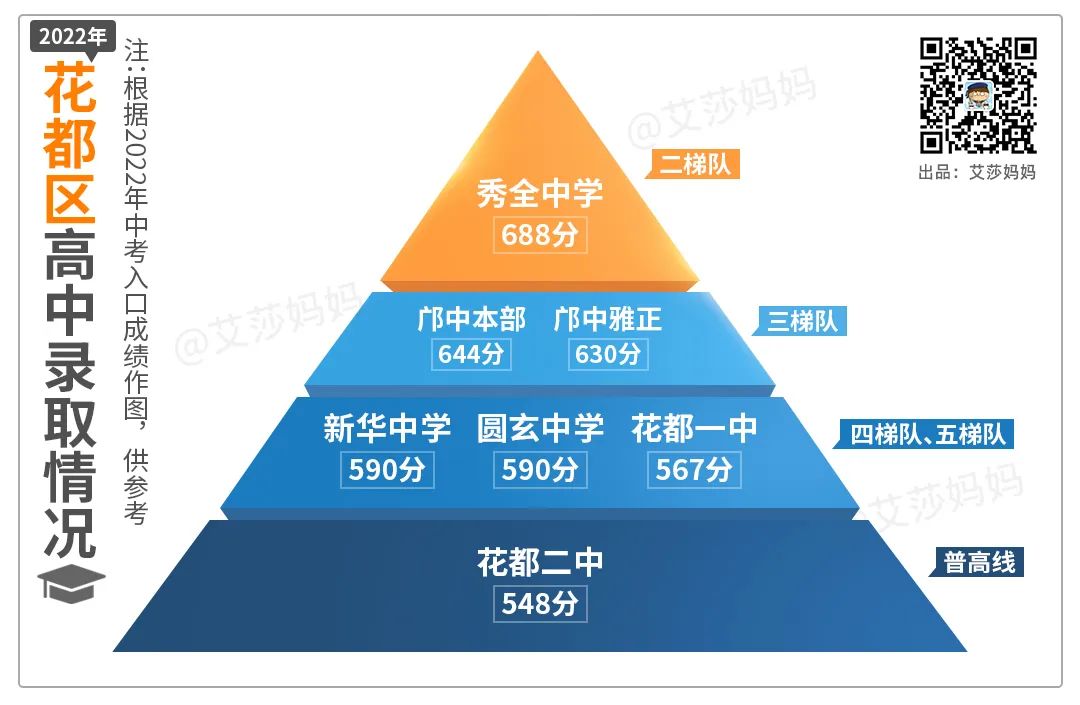 2022年
花都区高中录取情况
注：根据2022年中考入口成绩作图，供参考
@艾莎妈妈
出品：艾莎妈妈
二梯队
秀全中学
688分
@艾莎妈妈
三梯队
邝中本部 邝中雅正
644分 630分
四梯队、五梯队
新华中学 圆玄中学 花都一中
590分 590分 567分
艾莎妈妈
普高线
花都二中
548分